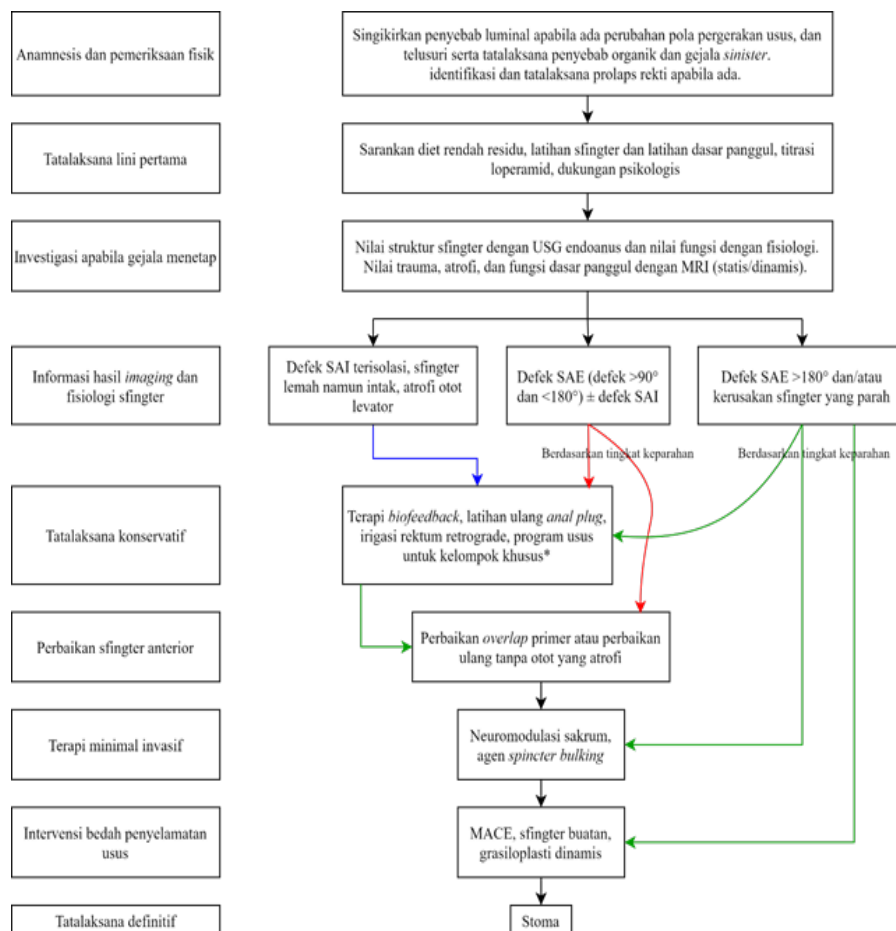 Anamnesis dan pemeriksaan fisik
Singikirkan penyebab luminal apabila ada perubahan pola pergerakan usus, dan
telusuri serta tatalaksana penyebab organik dan gejala sinister.
identifikasi dan tatalaksana prolaps rekti apabila ada.
Tatalaksana lini pertama
Sarankan diet rendah residu, latihan sfingter dan latihan dasar panggul, titrasi
loperamid, dukungan psikologis
Investigasi apabila gejala menetap
Nilai struktur sfingter dengan USG endoanus dan nilai fungsi dengan fisiologi.
Nilai trauma, atrofi, dan fungsi dasar panggul dengan MRI (statis/dinamis).
Informasi hasil imaging dan
fisiologi sfingter
Defek SAI terisolasi, sfingter
lemah namun intak, atrofi otot
levator
Defek SAE (defek >90°
dan <180°) ± defek SAI
Defek SAE >180° dan/atau
kerusakan sfingter yang parah
Berdasarkan tingkat keparahan
Berdasarkan tingkat keparahan
Tatalaksana konservatif
Terapi biofeedback, latihan ulang anal plug,
irigasi rektum retrograde, program usus
untuk kelompok khusus*
Perbaikan sfingter anterior
Perbaikan overlap primer atau perbaikan
ulang tanpa otot yang atrofi
Terapi minimal invasif
Neuromodulasi sakrum,
agen spincter bulking
Intervensi bedah penyelamatan
usus
MACE, sfingter buatan,
grasiloplasti dinamis
Tatalaksana definitif
Stoma